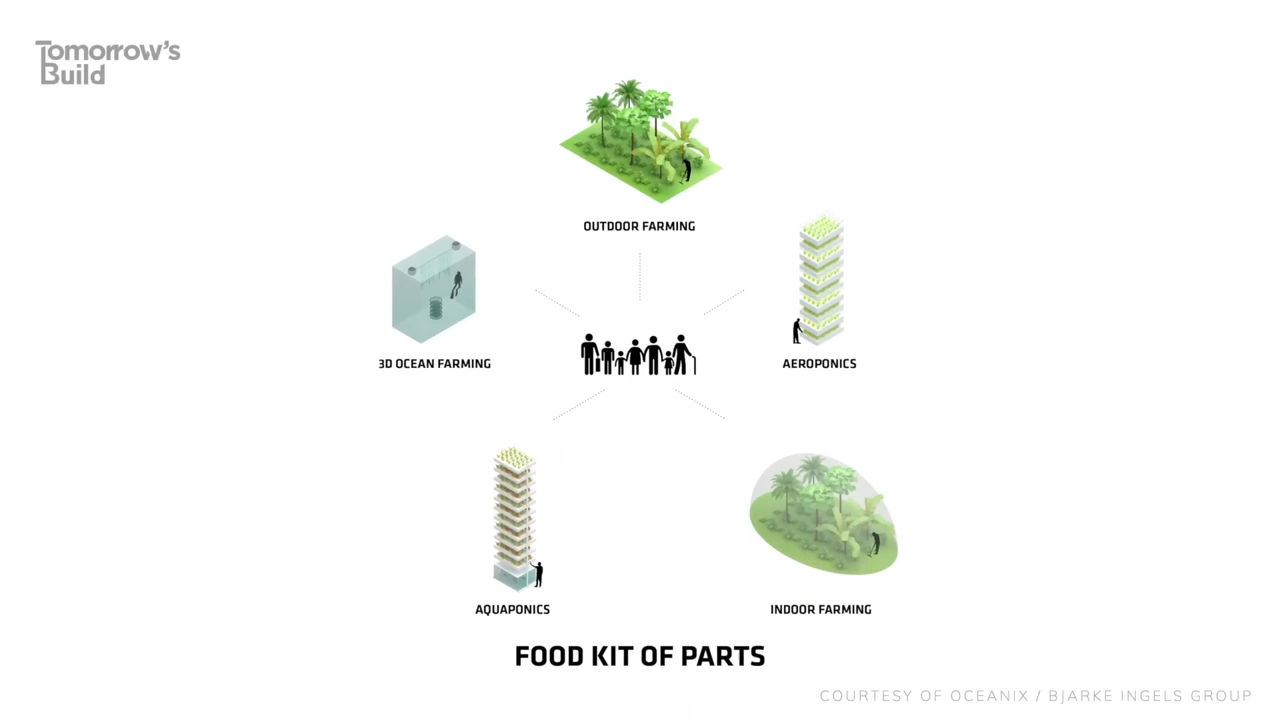 Tomorrow's
Build
OUTDOOR FARMING
3D OCEAN FARMING
AEROPONICS
AQUAPONICS
INDOOR FARMING
FOOD KIT OF PARTS
COURTESY OF OCEANIX / BJARKE INGELS GROUP